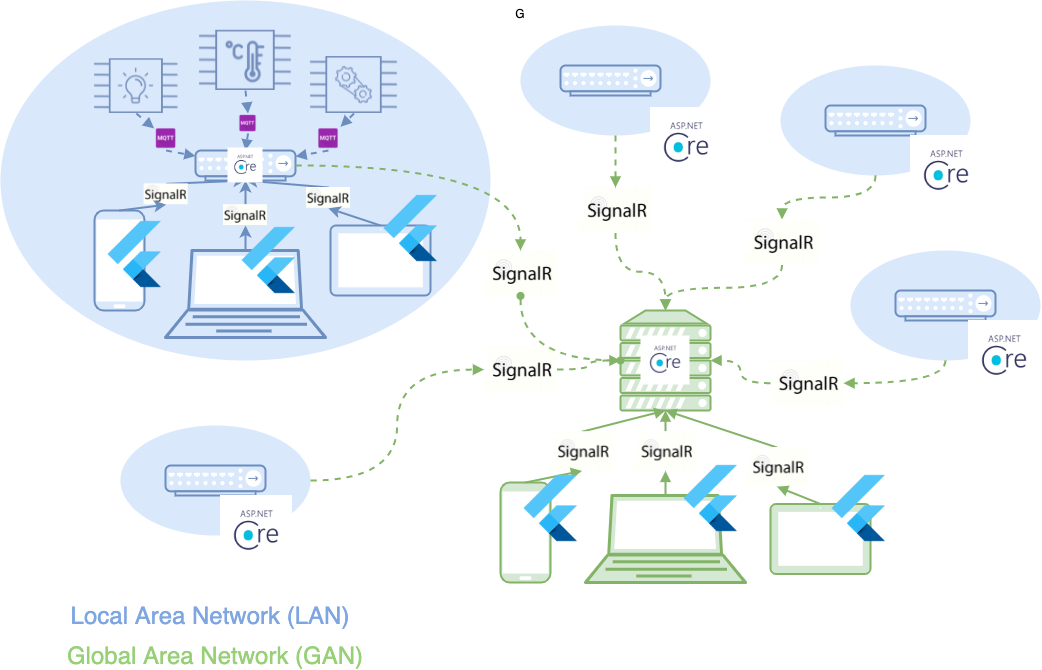 G
°C
MQTT
MQTT
MQTT
ASP.NET
Core
SignalR
SignalR
SignalR
ASP.NET
Core
ASP.NET
Core
SignalR
SignalR
SignalR
ASP.NET
Core
ASP.NET
Core
SignalR
SignalR
SignalR
SignalR
SignalR
ASP.NET
Core
Local Area Network (LAN)
Global Area Network (GAN)